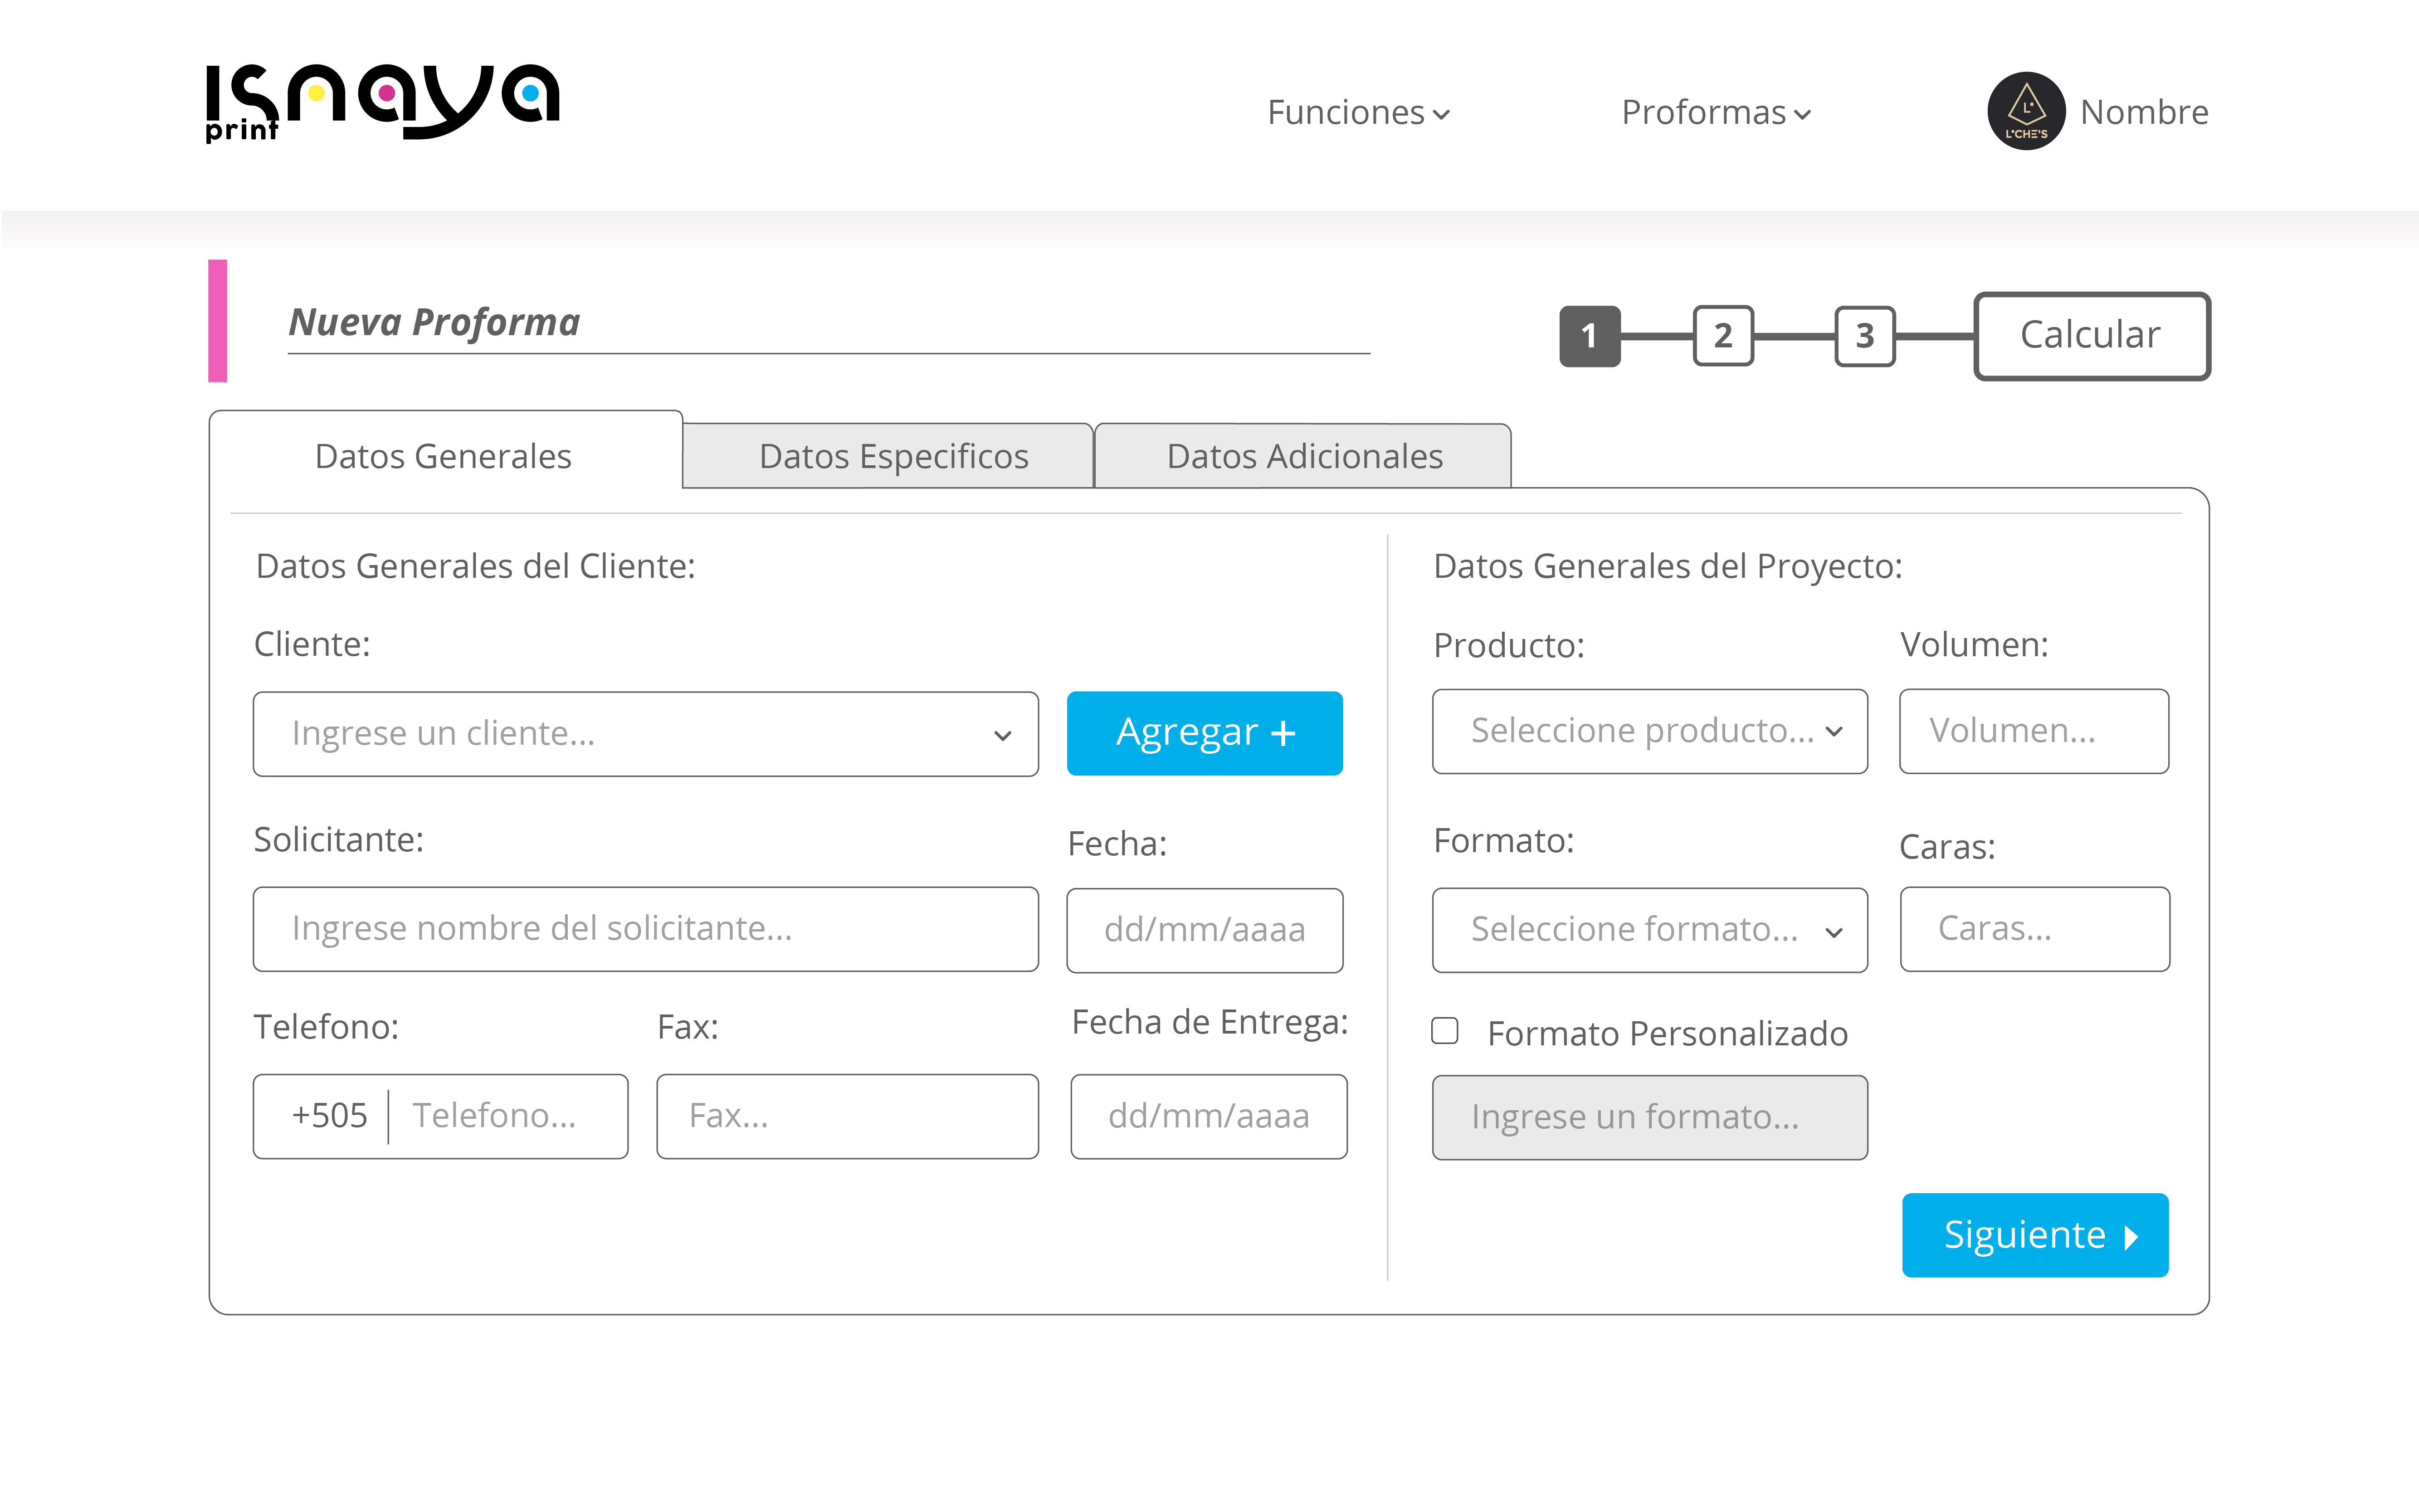 Isnaya
print
Funciones
Proformas
L'CHE'S
Nombre
Nueva Proforma
1
2
3
Calcular
Datos Generales
Datos Especificos
Datos Adicionales
Datos Generales del Cliente:
Cliente:
Ingrese un cliente...
Agregar +
Solicitante:
Fecha:
Ingrese nombre del solicitante...
dd/mm/aaaa
Telefono:
Fax:
Fecha de Entrega:
+505
Telefono...
Fax...
dd/mm/aaaa
Datos Generales del Proyecto:
Producto:
Volumen:
Seleccione producto...
Volumen...
Formato:
Caras:
Seleccione formato...
Caras...
Formato Personalizado
Ingrese un formato...
Siguiente